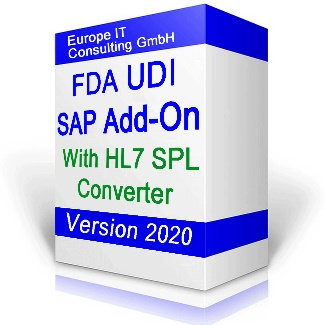 Europe IT
Consulting GmbH
FDA UDI
SAP Add-On
With HL7 SPL
Converter
Version 2020